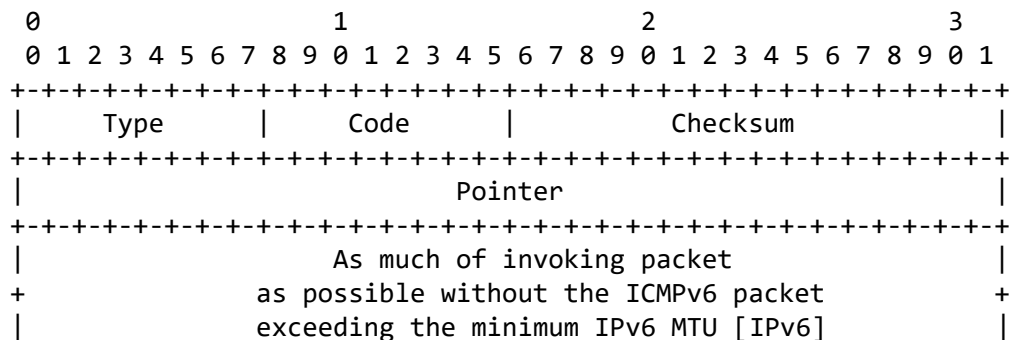 0                   1                   2                   3
 0 1 2 3 4 5 6 7 8 9 0 1 2 3 4 5 6 7 8 9 0 1 2 3 4 5 6 7 8 9 0 1
+-+-+-+-+-+-+-+-+-+-+-+-+-+-+-+-+-+-+-+-+-+-+-+-+-+-+-+-+-+-+-+-+
|     Type      |     Code      |          Checksum             |
+-+-+-+-+-+-+-+-+-+-+-+-+-+-+-+-+-+-+-+-+-+-+-+-+-+-+-+-+-+-+-+-+
|                            Pointer                            |
+-+-+-+-+-+-+-+-+-+-+-+-+-+-+-+-+-+-+-+-+-+-+-+-+-+-+-+-+-+-+-+-+
|                    As much of invoking packet                 |
+               as possible without the ICMPv6 packet           +
|               exceeding the minimum IPv6 MTU [IPv6]           |